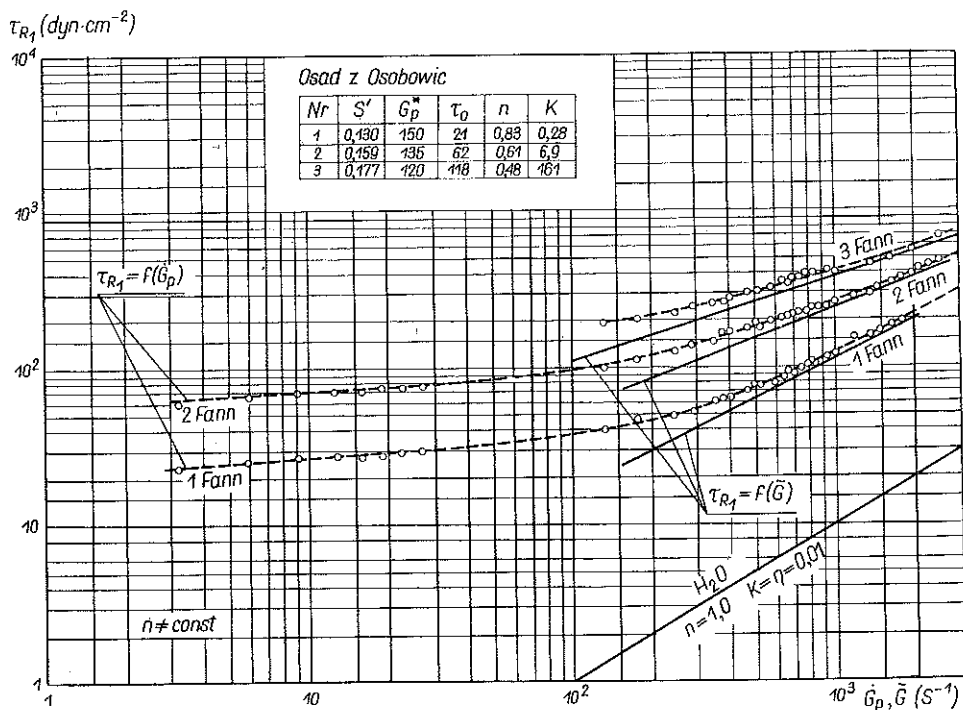 τR1 (dyn·cm⁻²)
10⁴
Osad z Osobowic
Nr S' Gp* τo n K
1 0,130 150 21 0,83 0,28
2 0,159 135 62 0,61 6,9
3 0,177 120 118 0,48 161
10³
τR1 = f(Ġp)
3 Fann
2 Fann
10²
1 Fann
2 Fann
1 Fann
τR1 = f(G̃)
10
H₂O
n=1,0 K=η=0,01
n≠const
1
1 10 10² 10³ Ġp, G̃ (S⁻¹)